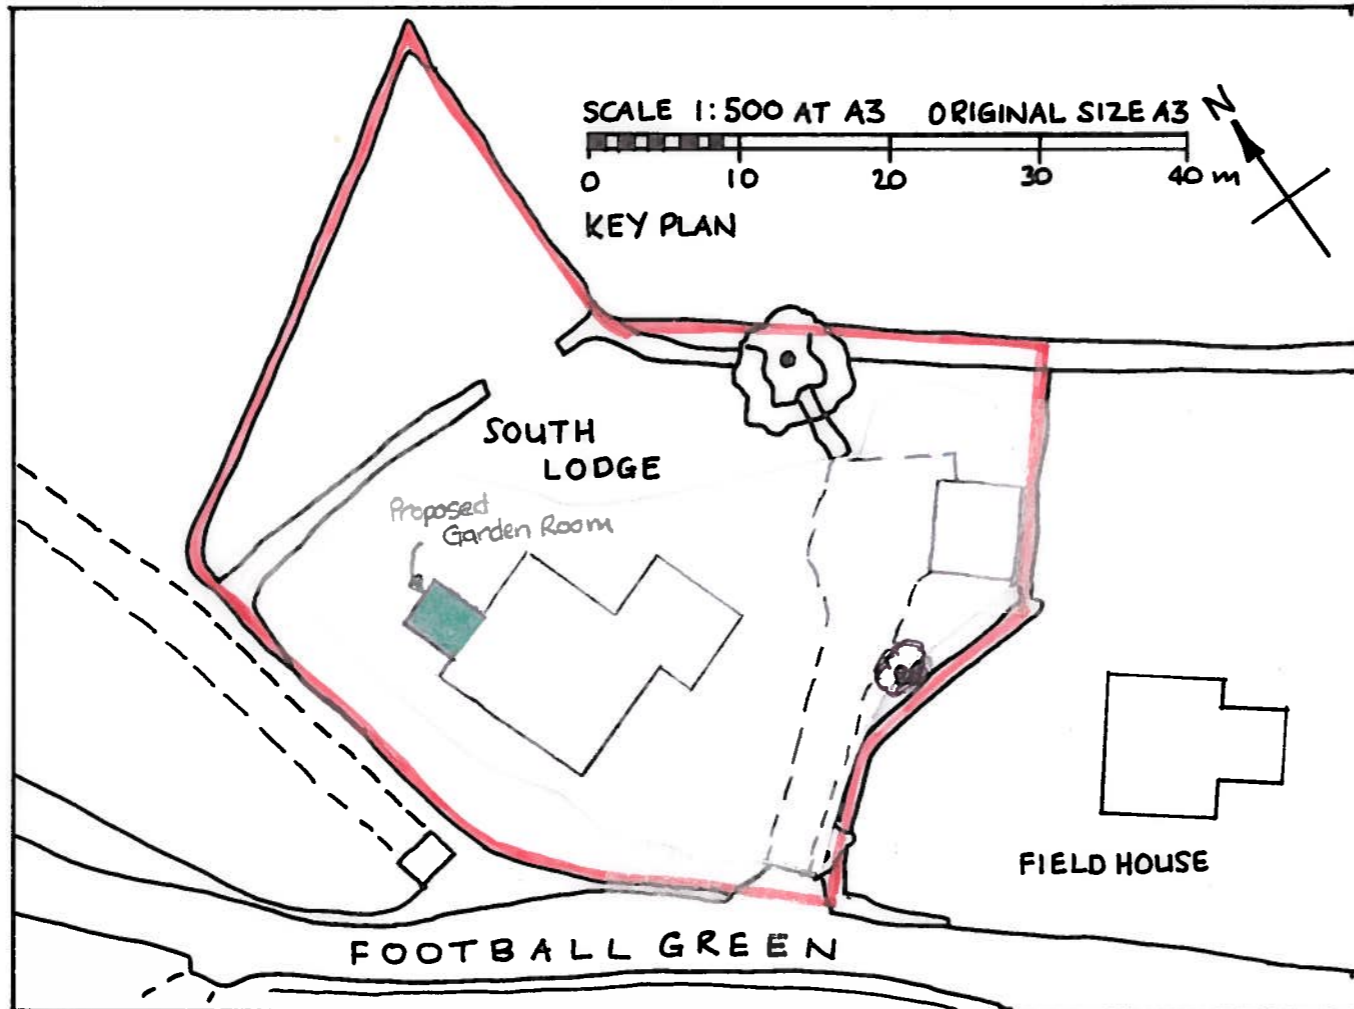 SCALE 1:500 AT A3 ORIGINAL SIZE A3 N
0 10 20 30 40 m
KEY PLAN
SOUTH
LODGE
Proposed
Garden Room
FIELD HOUSE
FOOTBALL GREEN